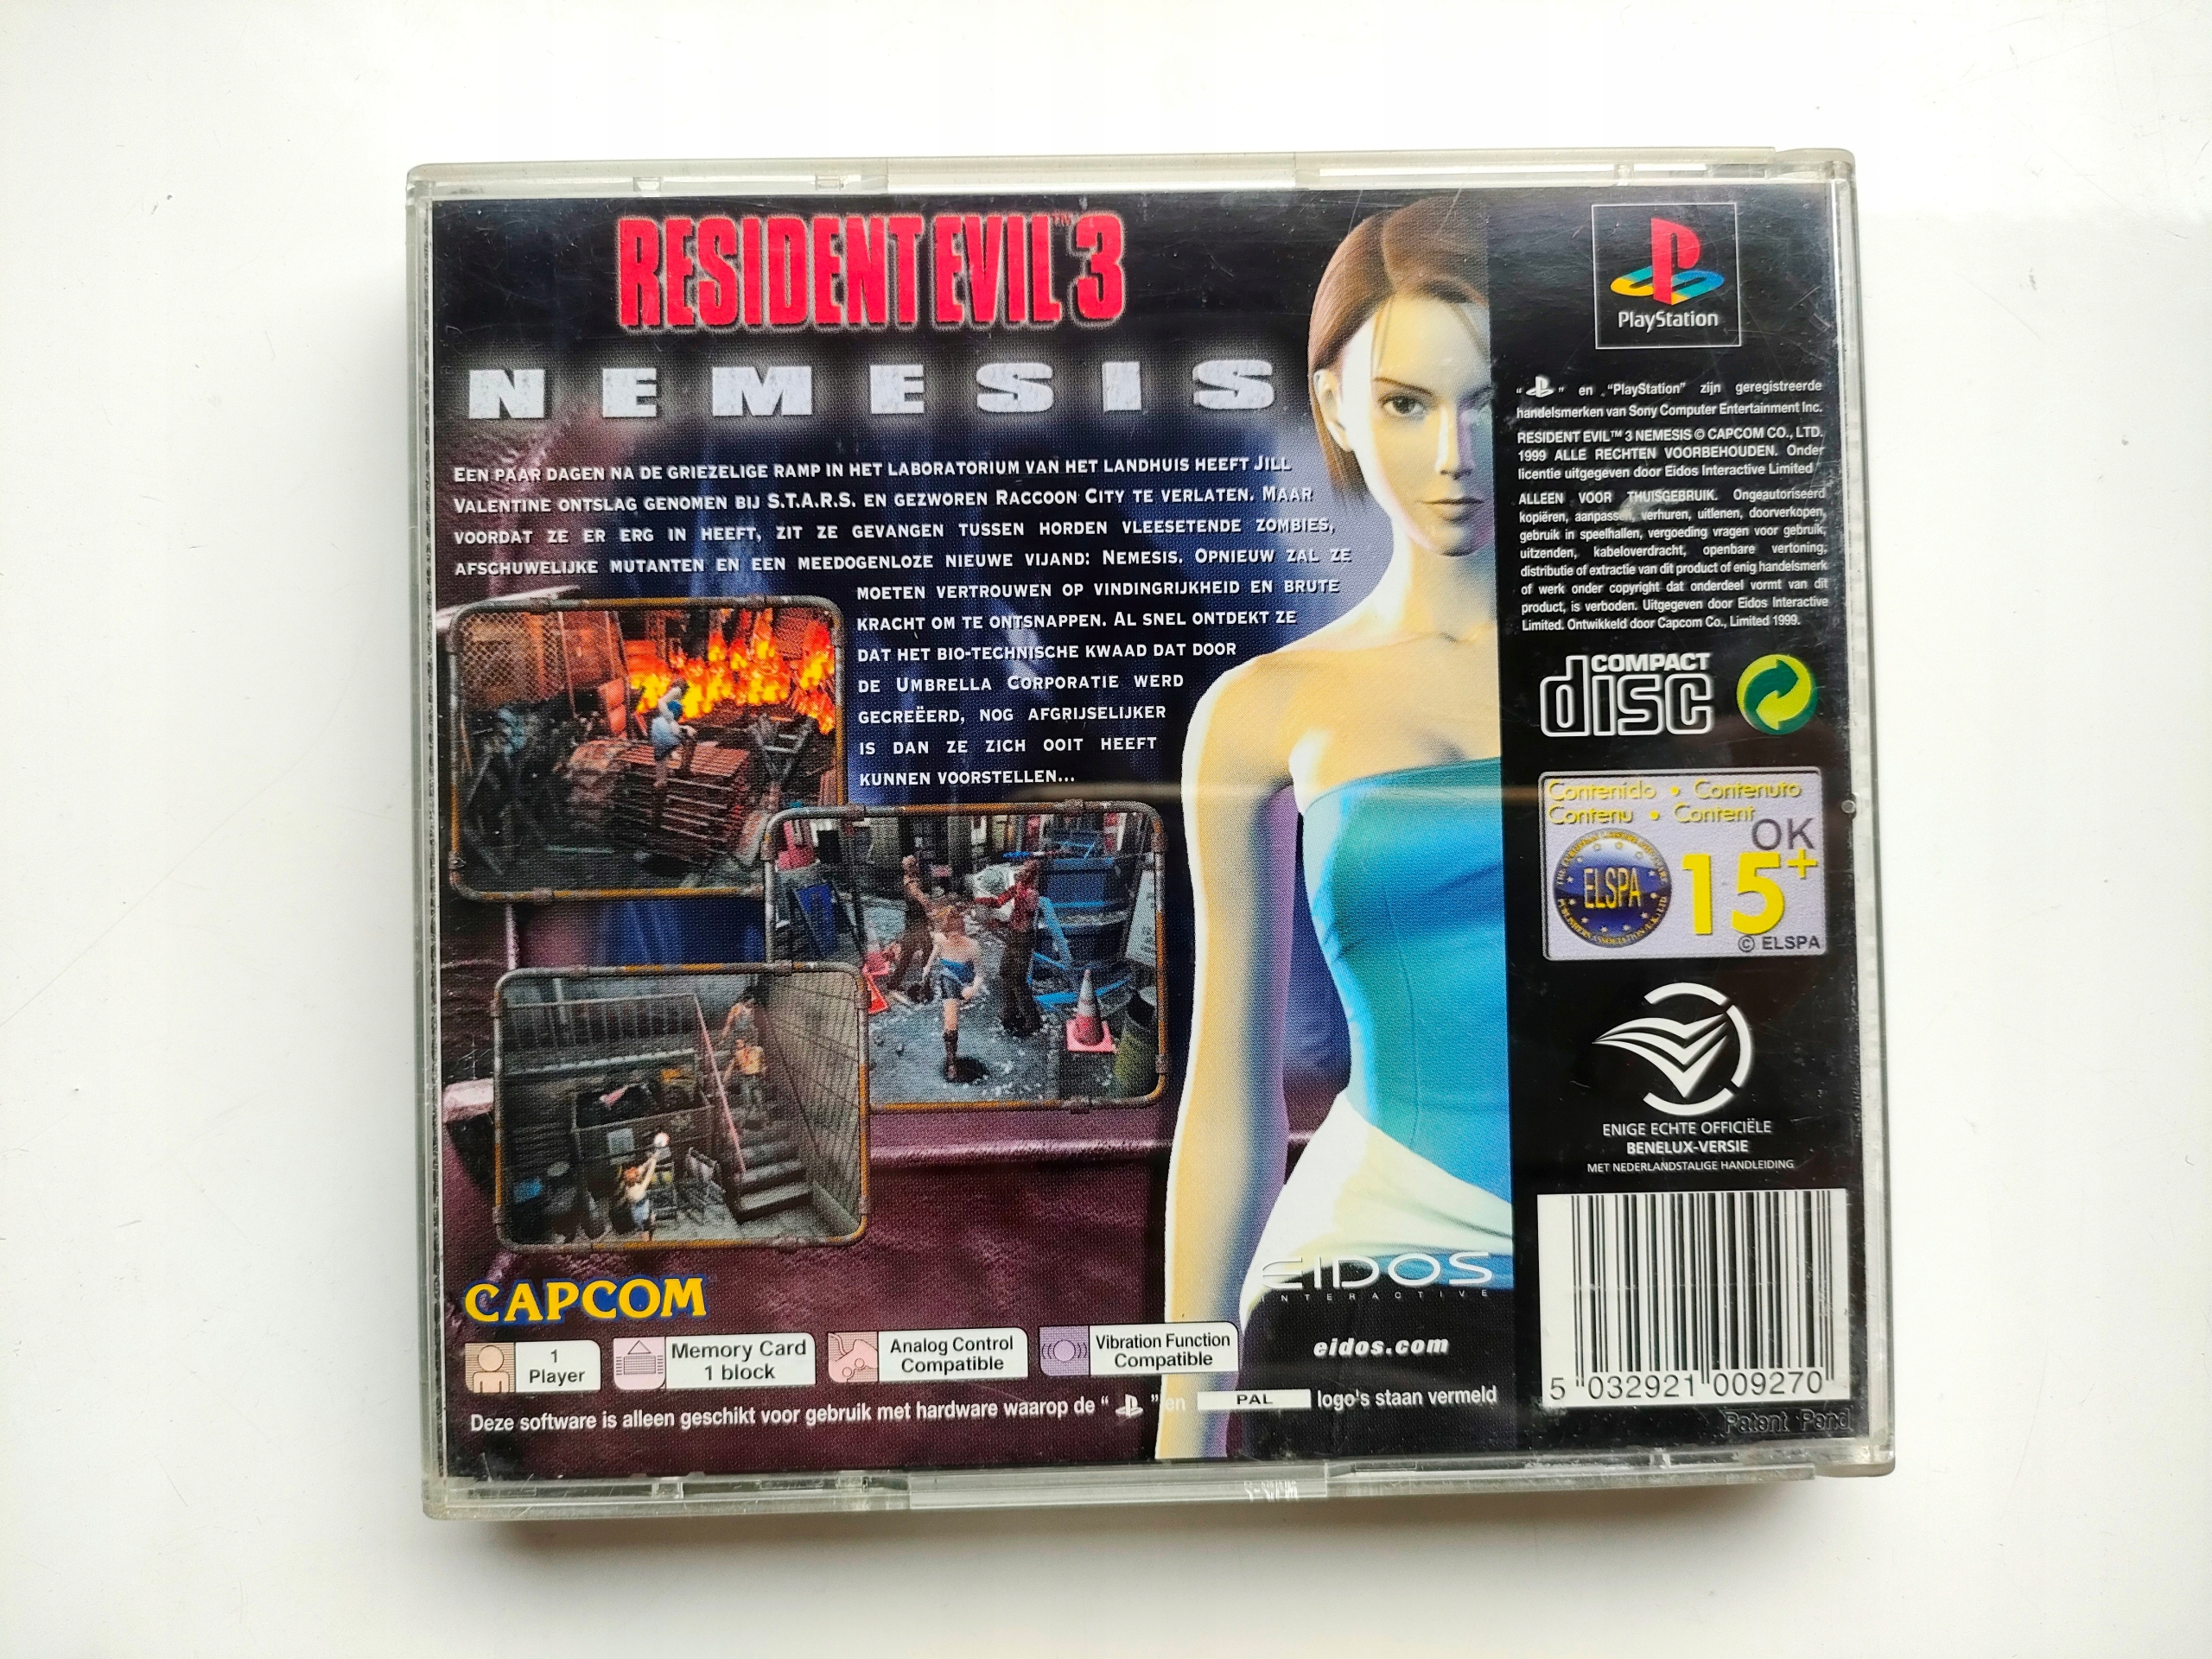 RESIDENT EVIL™ 3
NEMESIS
EEN PAAR DAGEN NA DE GRIEZELIGE RAMP IN HET LABORATORIUM VAN HET LANDHUIS HEEFT JILL
VALENTINE ONTSLAG GENOMEN BIJ S.T.A.R.S. EN GEZWOREN RACCOON CITY TE VERLATEN. MAAR
VOORDAT ZE ER ERG IN HEEFT, ZIT ZE GEVANGEN TUSSEN HORDEN VLEESETENDE ZOMBIES,
AFSCHUWELIJKE MUTANTEN EN EEN MEEDOGENLOZE NIEUWE VIJAND: NEMESIS. OPNIEUW ZAL ZE
MOETEN VERTROUWEN OP VINDINGRIJKHEID EN BRUTE
KRACHT OM TE ONTSNAPPEN. AL SNEL ONTDEKT ZE
DAT HET BIO-TECHNISCHE KWAAD DAT DOOR
DE UMBRELLA CORPORATIE WERD
GECREËERD, NOG AFGRIJSELIJKER
IS DAN ZE ZICH OOIT HEEFT
KUNNEN VOORSTELLEN...
CAPCOM
EIDOS
INTERACTIVE
eidos.com
1
Player
Memory Card
1 block
Analog Control
Compatible
Vibration Function
Compatible
Deze software is alleen geschikt voor gebruik met hardware waarop de " " en PAL logo's staan vermeld
PlayStation
" " en "PlayStation" zijn geregistreerde
handelsmerken van Sony Computer Entertainment Inc.
RESIDENT EVIL™ 3 NEMESIS © CAPCOM CO., LTD.
1999 ALLE RECHTEN VOORBEHOUDEN. Onder
licentie uitgegeven door Eidos Interactive Limited
ALLEEN VOOR THUISGEBRUIK. Ongeautoriseerd
kopiëren, aanpassen, verhuren, uitlenen, doorverkopen,
gebruik in speelhallen, vergoeding vragen voor gebruik,
uitzenden, kabeloverdracht, openbare vertoning,
distributie of extractie van dit product of enig handelsmerk
of werk onder copyright dat onderdeel vormt van dit
product, is verboden. Uitgegeven door Eidos Interactive
Limited. Ontwikkeld door Capcom Co., Limited 1999.
COMPACT
disc
Contenido • Contenuto
Contenu • Content
OK
ELSPA
15+
© ELSPA
ENIGE ECHTE OFFICIËLE
BENELUX-VERSIE
MET NEDERLANDSTALIGE HANDLEIDING
5 032921 009270
Patent Pend